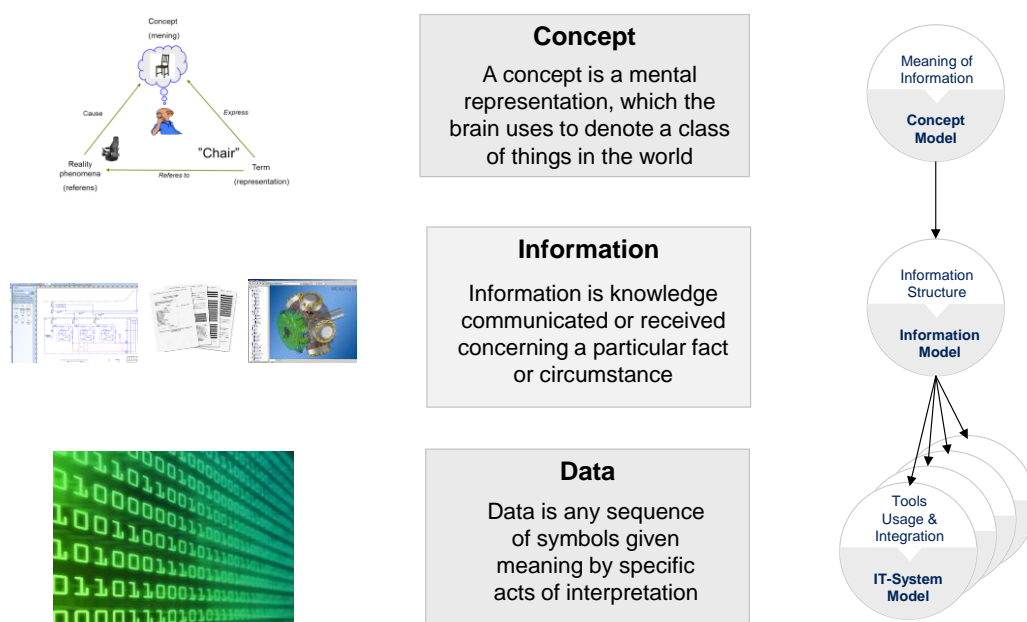 Concept
(mening)
Cause
Express
"Chair"
Reality
phenomena
(referens)
Referes to
Term
(representation)
Concept
A concept is a mental
representation, which the
brain uses to denote a class
of things in the world
Meaning of
Information
Concept
Model
Information
Information is knowledge
communicated or received
concerning a particular fact
or circumstance
Information
Structure
Information
Model
Data
Data is any sequence
of symbols given
meaning by specific
acts of interpretation
Tools
Usage &
Integration
IT-System
Model